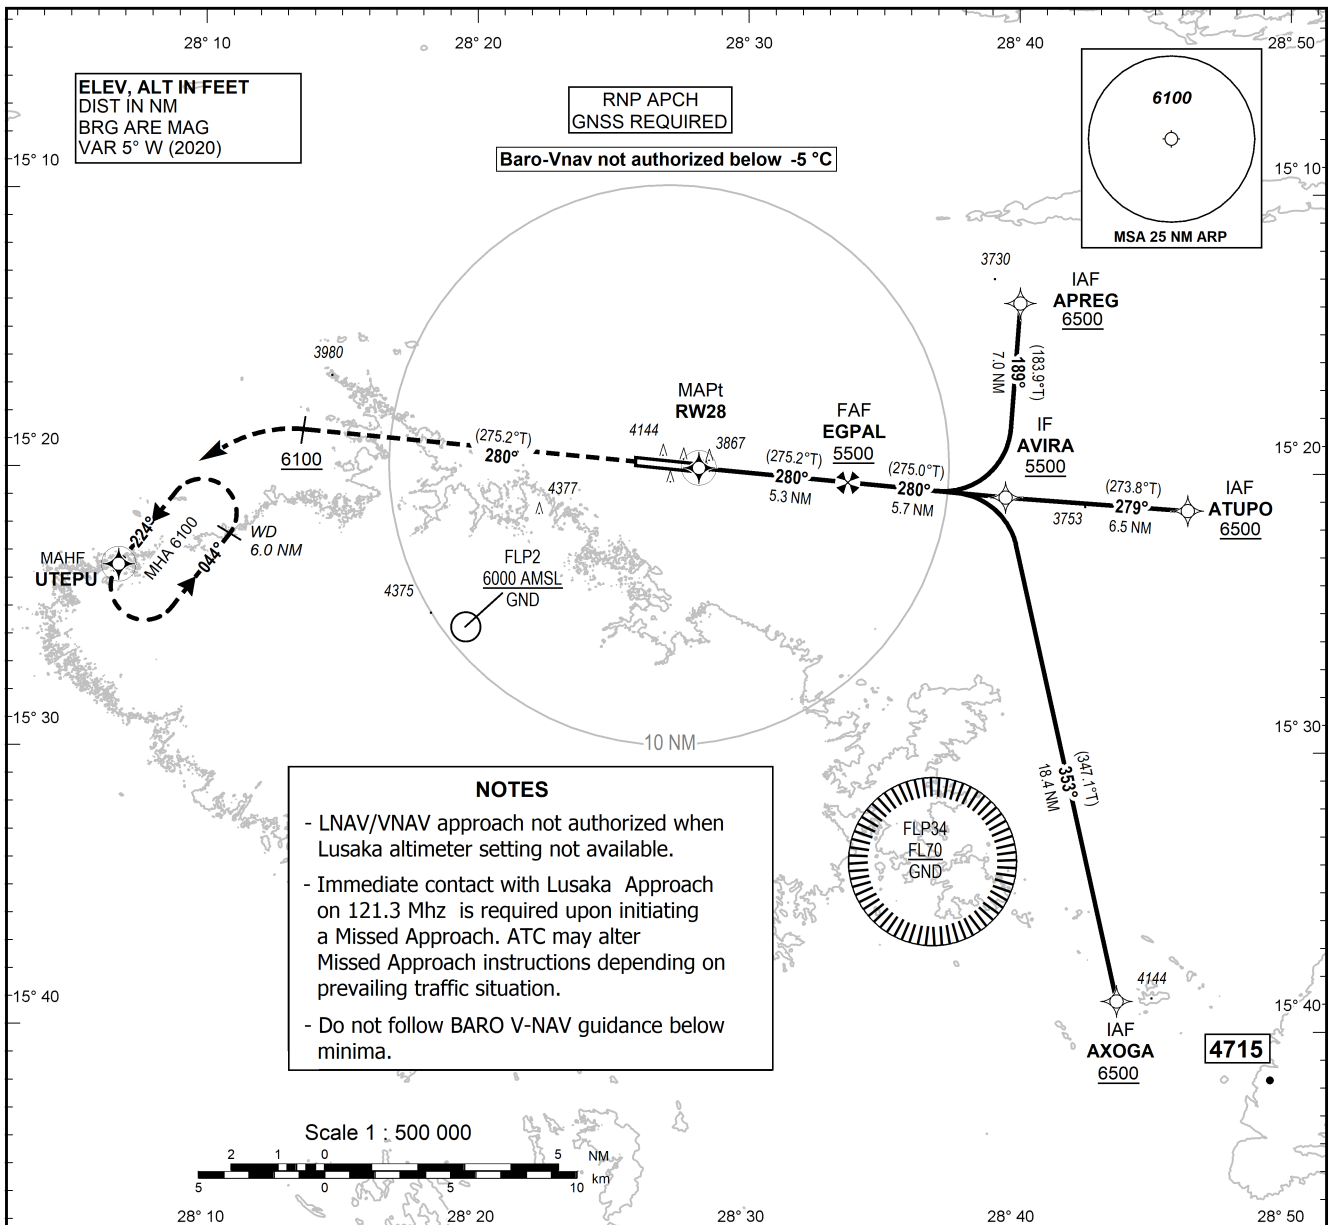 28° 10
28° 20
28° 30
28° 40
28° 50
ELEV, ALT IN FEET
DIST IN NM
BRG ARE MAG
VAR 5° W (2020)
RNP APCH
GNSS REQUIRED
Baro-Vnav not authorized below -5 °C
6100
MSA 25 NM ARP
15° 10
15° 10
3730
IAF
APREG
6500
7.0 NM
189°
(183.9°T)
3980
MAPt
RW28
4144
3867
FAF
EGPAL
5500
IF
AVIRA
5500
15° 20
15° 20
6100
(275.2°T)
280°
(275.2°T)
280°
5.3 NM
(275.0°T)
280°
5.7 NM
(273.8°T)
279°
6.5 NM
3753
IAF
ATUPO
6500
4377
224°
MHA 6100
044°
WD
6.0 NM
MAHF
UTEPU
FLP2
6000 AMSL
GND
4375
15° 30
15° 30
10 NM
18.4 NM
353°
(347.1°T)
NOTES
- LNAV/VNAV approach not authorized when
Lusaka altimeter setting not available.
- Immediate contact with Lusaka Approach
on 121.3 Mhz is required upon initiating
a Missed Approach. ATC may alter
Missed Approach instructions depending on
prevailing traffic situation.
- Do not follow BARO V-NAV guidance below
minima.
FLP34
FL70
GND
15° 40
15° 40
4144
IAF
AXOGA
6500
4715
Scale 1 : 500 000
2 1 0 5 NM
5 0 5 10 km
28° 10
28° 20
28° 30
28° 40
28° 50